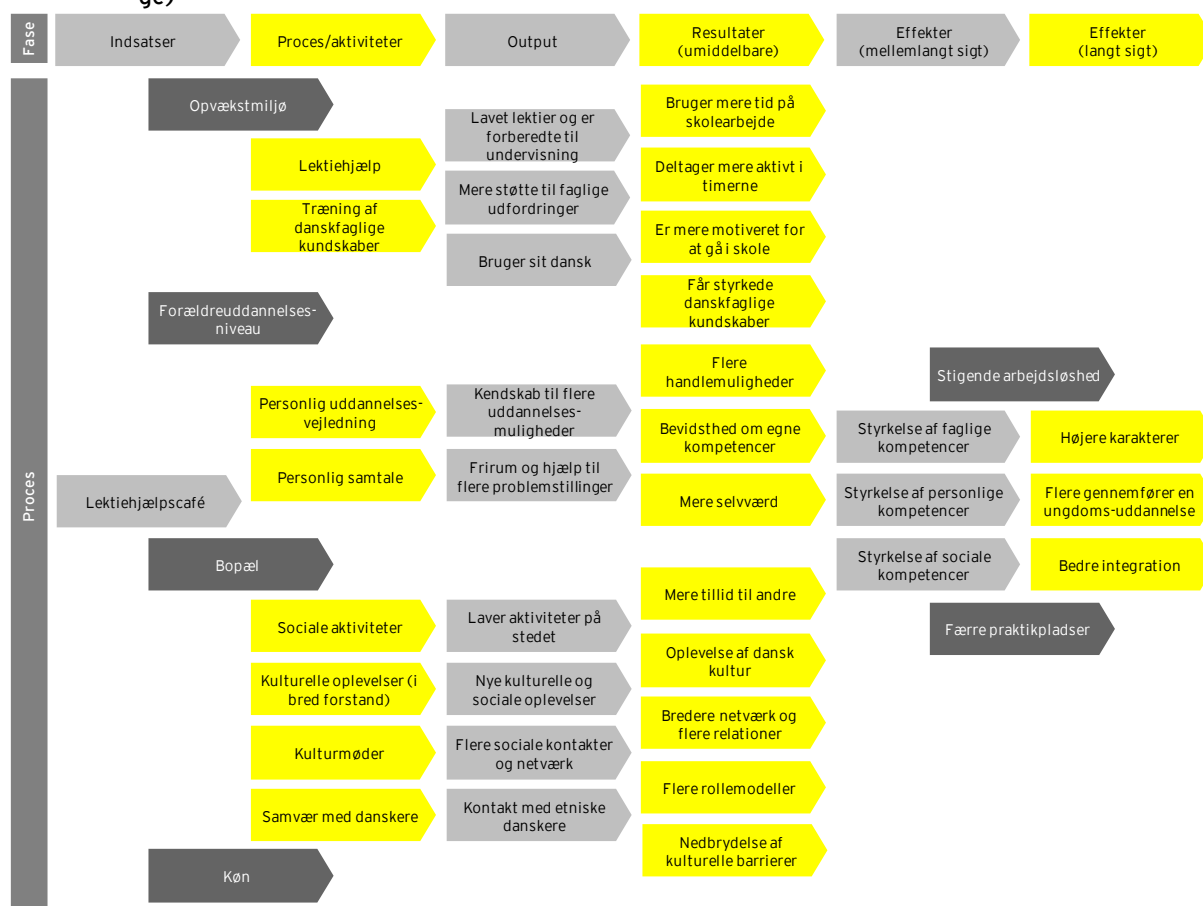 ge)
Fase
Indsatser
Proces/aktiviteter
Output
Resultater
(umiddelbare)
Effekter
(mellemlangt sigt)
Effekter
(langt sigt)
Proces
Opvækstmiljø
Lektiehjælp
Træning af
danskfaglige
kundskaber
Lavet lektier og er
forberedte til
undervisning
Mere støtte til faglige
udfordringer
Bruger sit dansk
Bruger mere tid på
skolearbejde
Deltager mere aktivt i
timerne
Er mere motiveret for
at gå i skole
Får styrkede
danskfaglige
kundskaber
Forældreuddannelses-
niveau
Lektiehjælpscafé
Personlig uddannelses-
vejledning
Personlig samtale
Kendskab til flere
uddannelses-
muligheder
Frirum og hjælp til
flere problemstillinger
Flere
handlemuligheder
Bevidsthed om egne
kompetencer
Mere selvværd
Stigende arbejdsløshed
Styrkelse af faglige
kompetencer
Højere karakterer
Styrkelse af personlige
kompetencer
Flere gennemfører en
ungdoms-uddannelse
Styrkelse af sociale
kompetencer
Bedre integration
Færre praktikpladser
Bopæl
Sociale aktiviteter
Kulturelle oplevelser (i
bred forstand)
Kulturmøder
Samvær med danskere
Laver aktiviteter på
stedet
Nye kulturelle og
sociale oplevelser
Flere sociale kontakter
og netværk
Kontakt med etniske
danskere
Mere tillid til andre
Oplevelse af dansk
kultur
Bredere netværk og
flere relationer
Flere rollemodeller
Nedbrydelse af
kulturelle barrierer
Køn